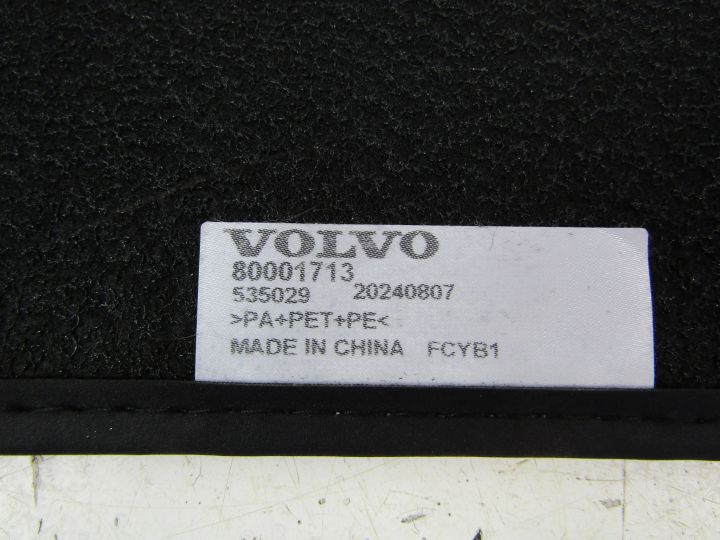 VOLVO
80001713
535029 20240807
>PA+PET+PE<
MADE IN CHINA FCYB1